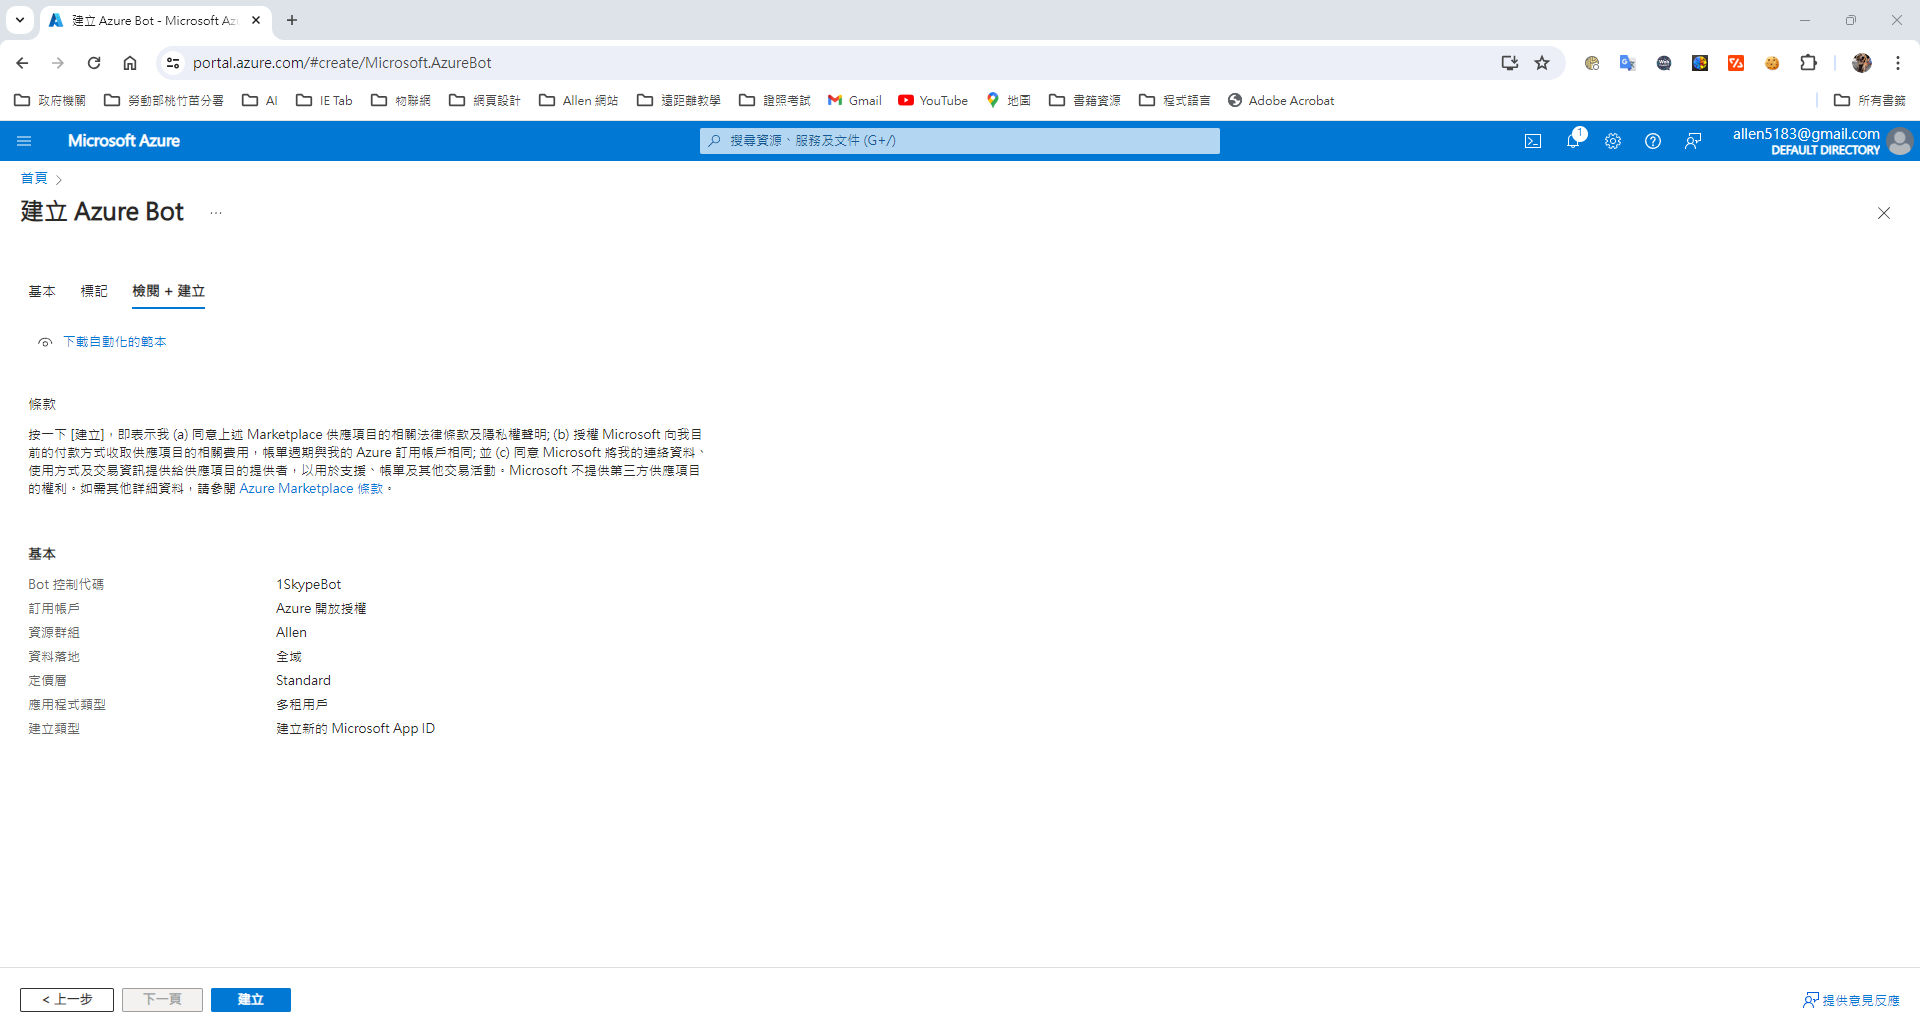 建立 Azure Bot - Microsoft Az
portal.azure.com/#create/Microsoft.AzureBot
政府機關 勞動部桃竹苗分署 AI IE Tab 物聯網 網頁設計 Allen 網站 遠距離教學 證照考試 Gmail YouTube 地圖 書籍資源 程式語言 Adobe Acrobat 所有書籤
Microsoft Azure 搜尋資源、服務及文件 (G+/) 1 allen5183@gmail.com
DEFAULT DIRECTORY
首頁
建立 Azure Bot ...
基本 標記 檢閱 + 建立
下載自動化的範本
條款
按一下 [建立],即表示我 (a) 同意上述 Marketplace 供應項目的相關法律條款及隱私權聲明; (b) 授權 Microsoft 向我目
前的付款方式收取供應項目的相關費用,帳單週期與我的 Azure 訂用帳戶相同; 並 (c) 同意 Microsoft 將我的連絡資料、
使用方式及交易資訊提供給供應項目的提供者,以用於支援、帳單及其他交易活動。Microsoft 不提供第三方供應項目
的權利。如需其他詳細資料,請參閱 Azure Marketplace 條款。
基本
Bot 控制代碼 1SkypeBot
訂用帳戶 Azure 開放授權
資源群組 Allen
資料落地 全域
定價層 Standard
應用程式類型 多租用戶
建立類型 建立新的 Microsoft App ID
< 上一步 下一頁 建立 提供意見反應